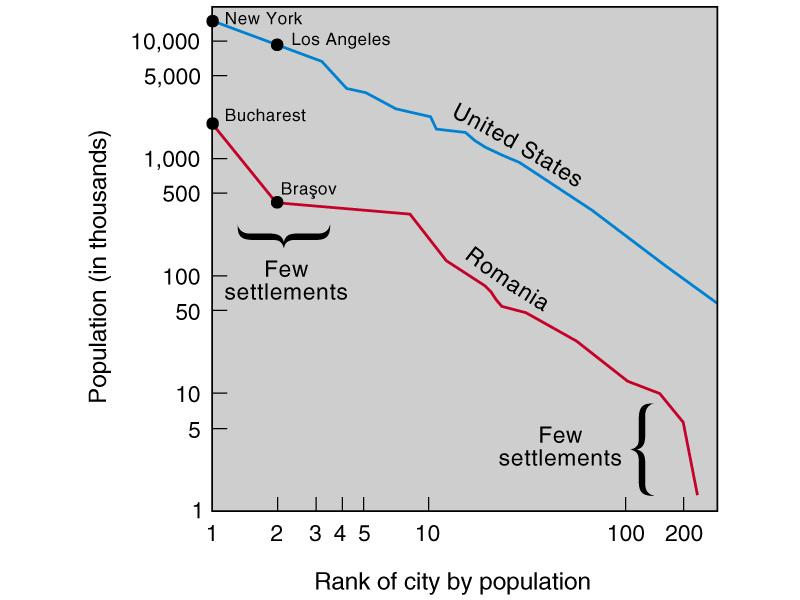 New York
10,000
Los Angeles
5,000
Bucharest
United States
1,000
500
Braşov
Few
settlements
Romania
100
50
10
5
Few
settlements
1
1 2 3 4 5 10 100 200
Population (in thousands)
Rank of city by population